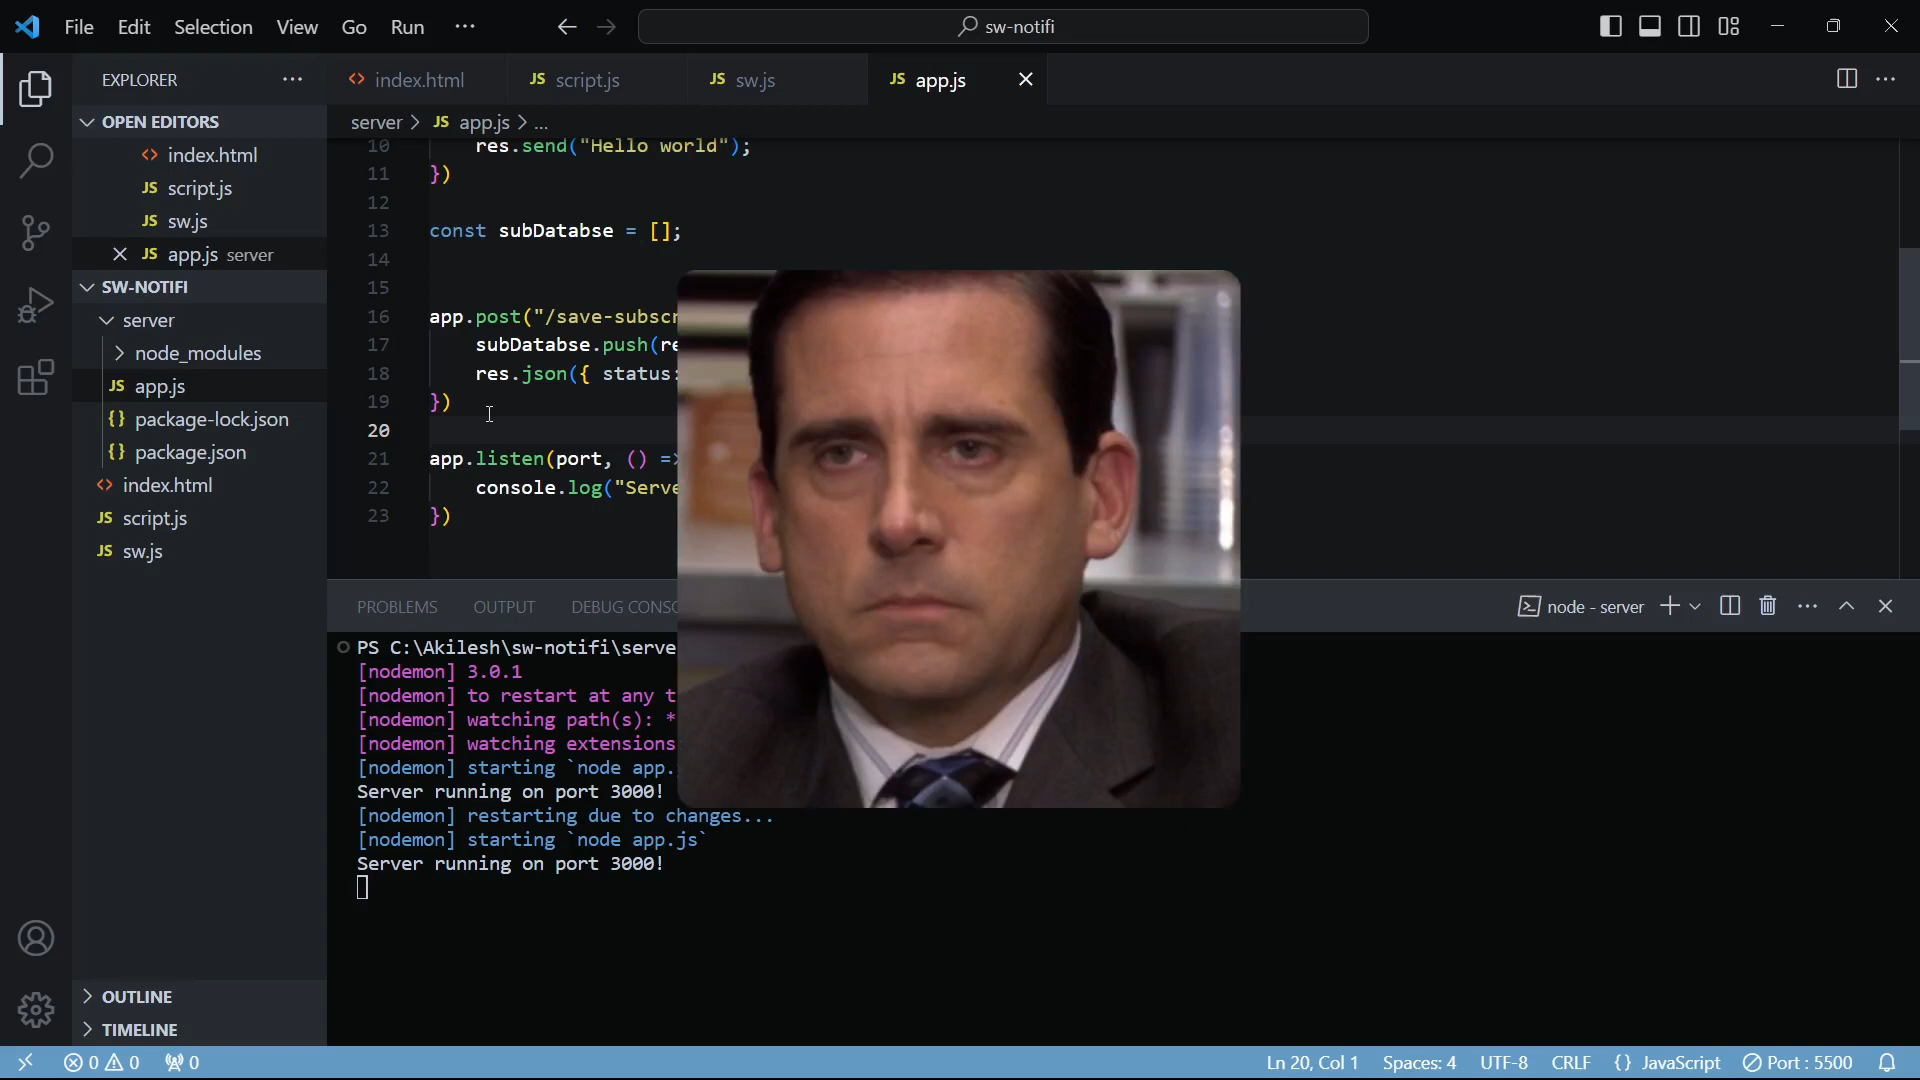 File Edit Selection View Go Run ...
sw-notifi
EXPLORER ...
index.html
script.js
sw.js
app.js
OPEN EDITORS
index.html
script.js
sw.js
app.js server
SW-NOTIFI
server
node_modules
app.js
package-lock.json
package.json
index.html
script.js
sw.js
OUTLINE
TIMELINE
server > JS app.js > ...
10 res.send("Hello world");
11 })
12
13 const subDatabse = [];
14
15
16 app.post("/save-subscr
17 subDatabse.push(re
18 res.json({ status:
19 })
20
21 app.listen(port, () =>
22 console.log("Serve
23 })
PROBLEMS OUTPUT DEBUG CONSO
node - server
PS C:\Akilesh\sw-notifi\serve
[nodemon] 3.0.1
[nodemon] to restart at any t
[nodemon] watching path(s): *
[nodemon] watching extensions
[nodemon] starting `node app.
Server running on port 3000!
[nodemon] restarting due to changes...
[nodemon] starting `node app.js`
Server running on port 3000!
0 0 0
Ln 20, Col 1 Spaces: 4 UTF-8 CRLF {} JavaScript Port : 5500